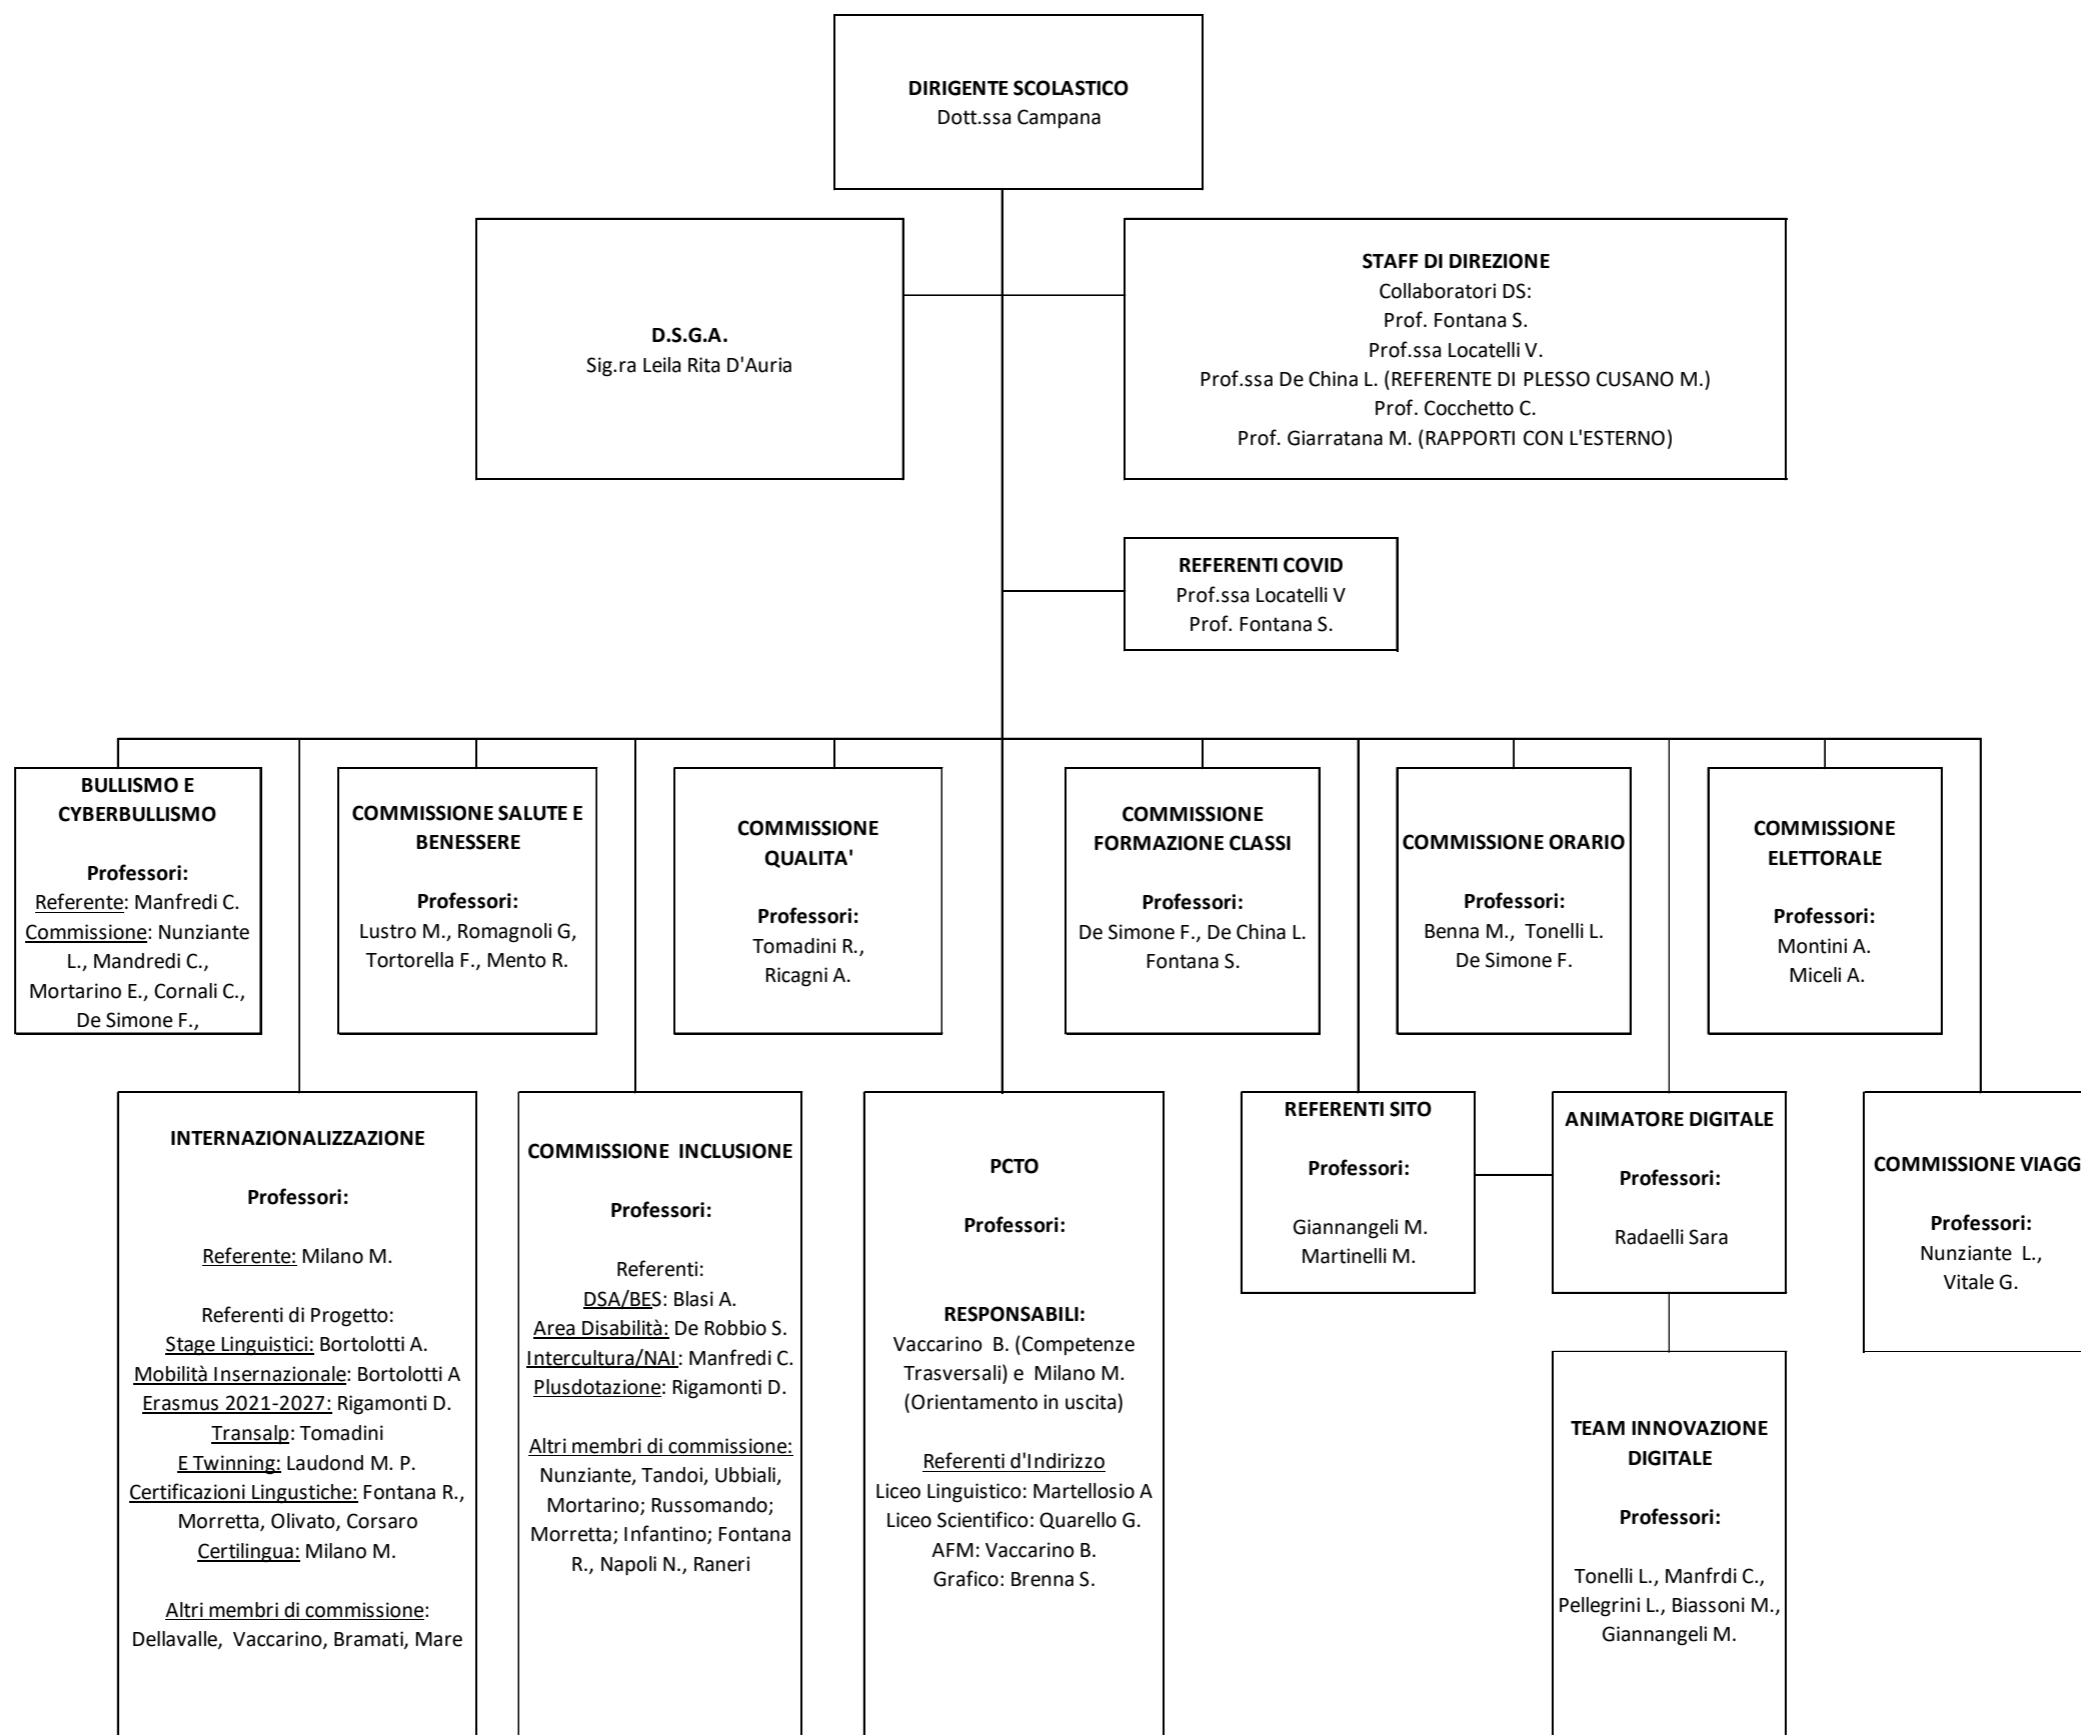 DIRIGENTE SCOLASTICO
Dott.ssa Campana
D.S.G.A.
Sig.ra Leila Rita D'Auria
STAFF DI DIREZIONE
Collaboratori DS:
Prof. Fontana S.
Prof.ssa Locatelli V.
Prof.ssa De China L. (REFERENTE DI PLESSO CUSANO M.)
Prof. Cocchetto C.
Prof. Giarratana M. (RAPPORTI CON L'ESTERNO)
REFERENTI COVID
Prof.ssa Locatelli V
Prof. Fontana S.
BULLISMO E
CYBERBULLISMO
Professori:
Referente: Manfredi C.
Commissione: Nunziante
L., Mandredi C.,
Mortarino E., Cornali C.,
De Simone F.,
COMMISSIONE SALUTE E
BENESSERE
Professori:
Lustro M., Romagnoli G,
Tortorella F., Mento R.
COMMISSIONE
QUALITA'
Professori:
Tomadini R.,
Ricagni A.
COMMISSIONE
FORMAZIONE CLASSI
Professori:
De Simone F., De China L.
Fontana S.
COMMISSIONE ORARIO
Professori:
Benna M., Tonelli L.
De Simone F.
COMMISSIONE
ELETTORALE
Professori:
Montini A.
Miceli A.
INTERNAZIONALIZZAZIONE
Professori:
Referente: Milano M.
Referenti di Progetto:
Stage Linguistici: Bortolotti A.
Mobilità Insernazionale: Bortolotti A
Erasmus 2021-2027: Rigamonti D.
Transalp: Tomadini
E Twinning: Laudond M. P.
Certificazioni Lingustiche: Fontana R.,
Morretta, Olivato, Corsaro
Certilingua: Milano M.
Altri membri di commissione:
Dellavalle, Vaccarino, Bramati, Mare
COMMISSIONE INCLUSIONE
Professori:
Referenti:
DSA/BES: Blasi A.
Area Disabilità: De Robbio S.
Intercultura/NAI: Manfredi C.
Plusdotazione: Rigamonti D.
Altri membri di commissione:
Nunziante, Tandoi, Ubbiali,
Mortarino; Russomando;
Morretta; Infantino; Fontana
R., Napoli N., Raneri
PCTO
Professori:
RESPONSABILI:
Vaccarino B. (Competenze
Trasversali) e Milano M.
(Orientamento in uscita)
Referenti d'Indirizzo
Liceo Linguistico: Martellosio A
Liceo Scientifico: Quarello G.
AFM: Vaccarino B.
Grafico: Brenna S.
REFERENTI SITO
Professori:
Giannangeli M.
Martinelli M.
ANIMATORE DIGITALE
Professori:
Radaelli Sara
TEAM INNOVAZIONE
DIGITALE
Professori:
Tonelli L., Manfrdi C.,
Pellegrini L., Biassoni M.,
Giannangeli M.
COMMISSIONE VIAGG
Professori:
Nunziante L.,
Vitale G.